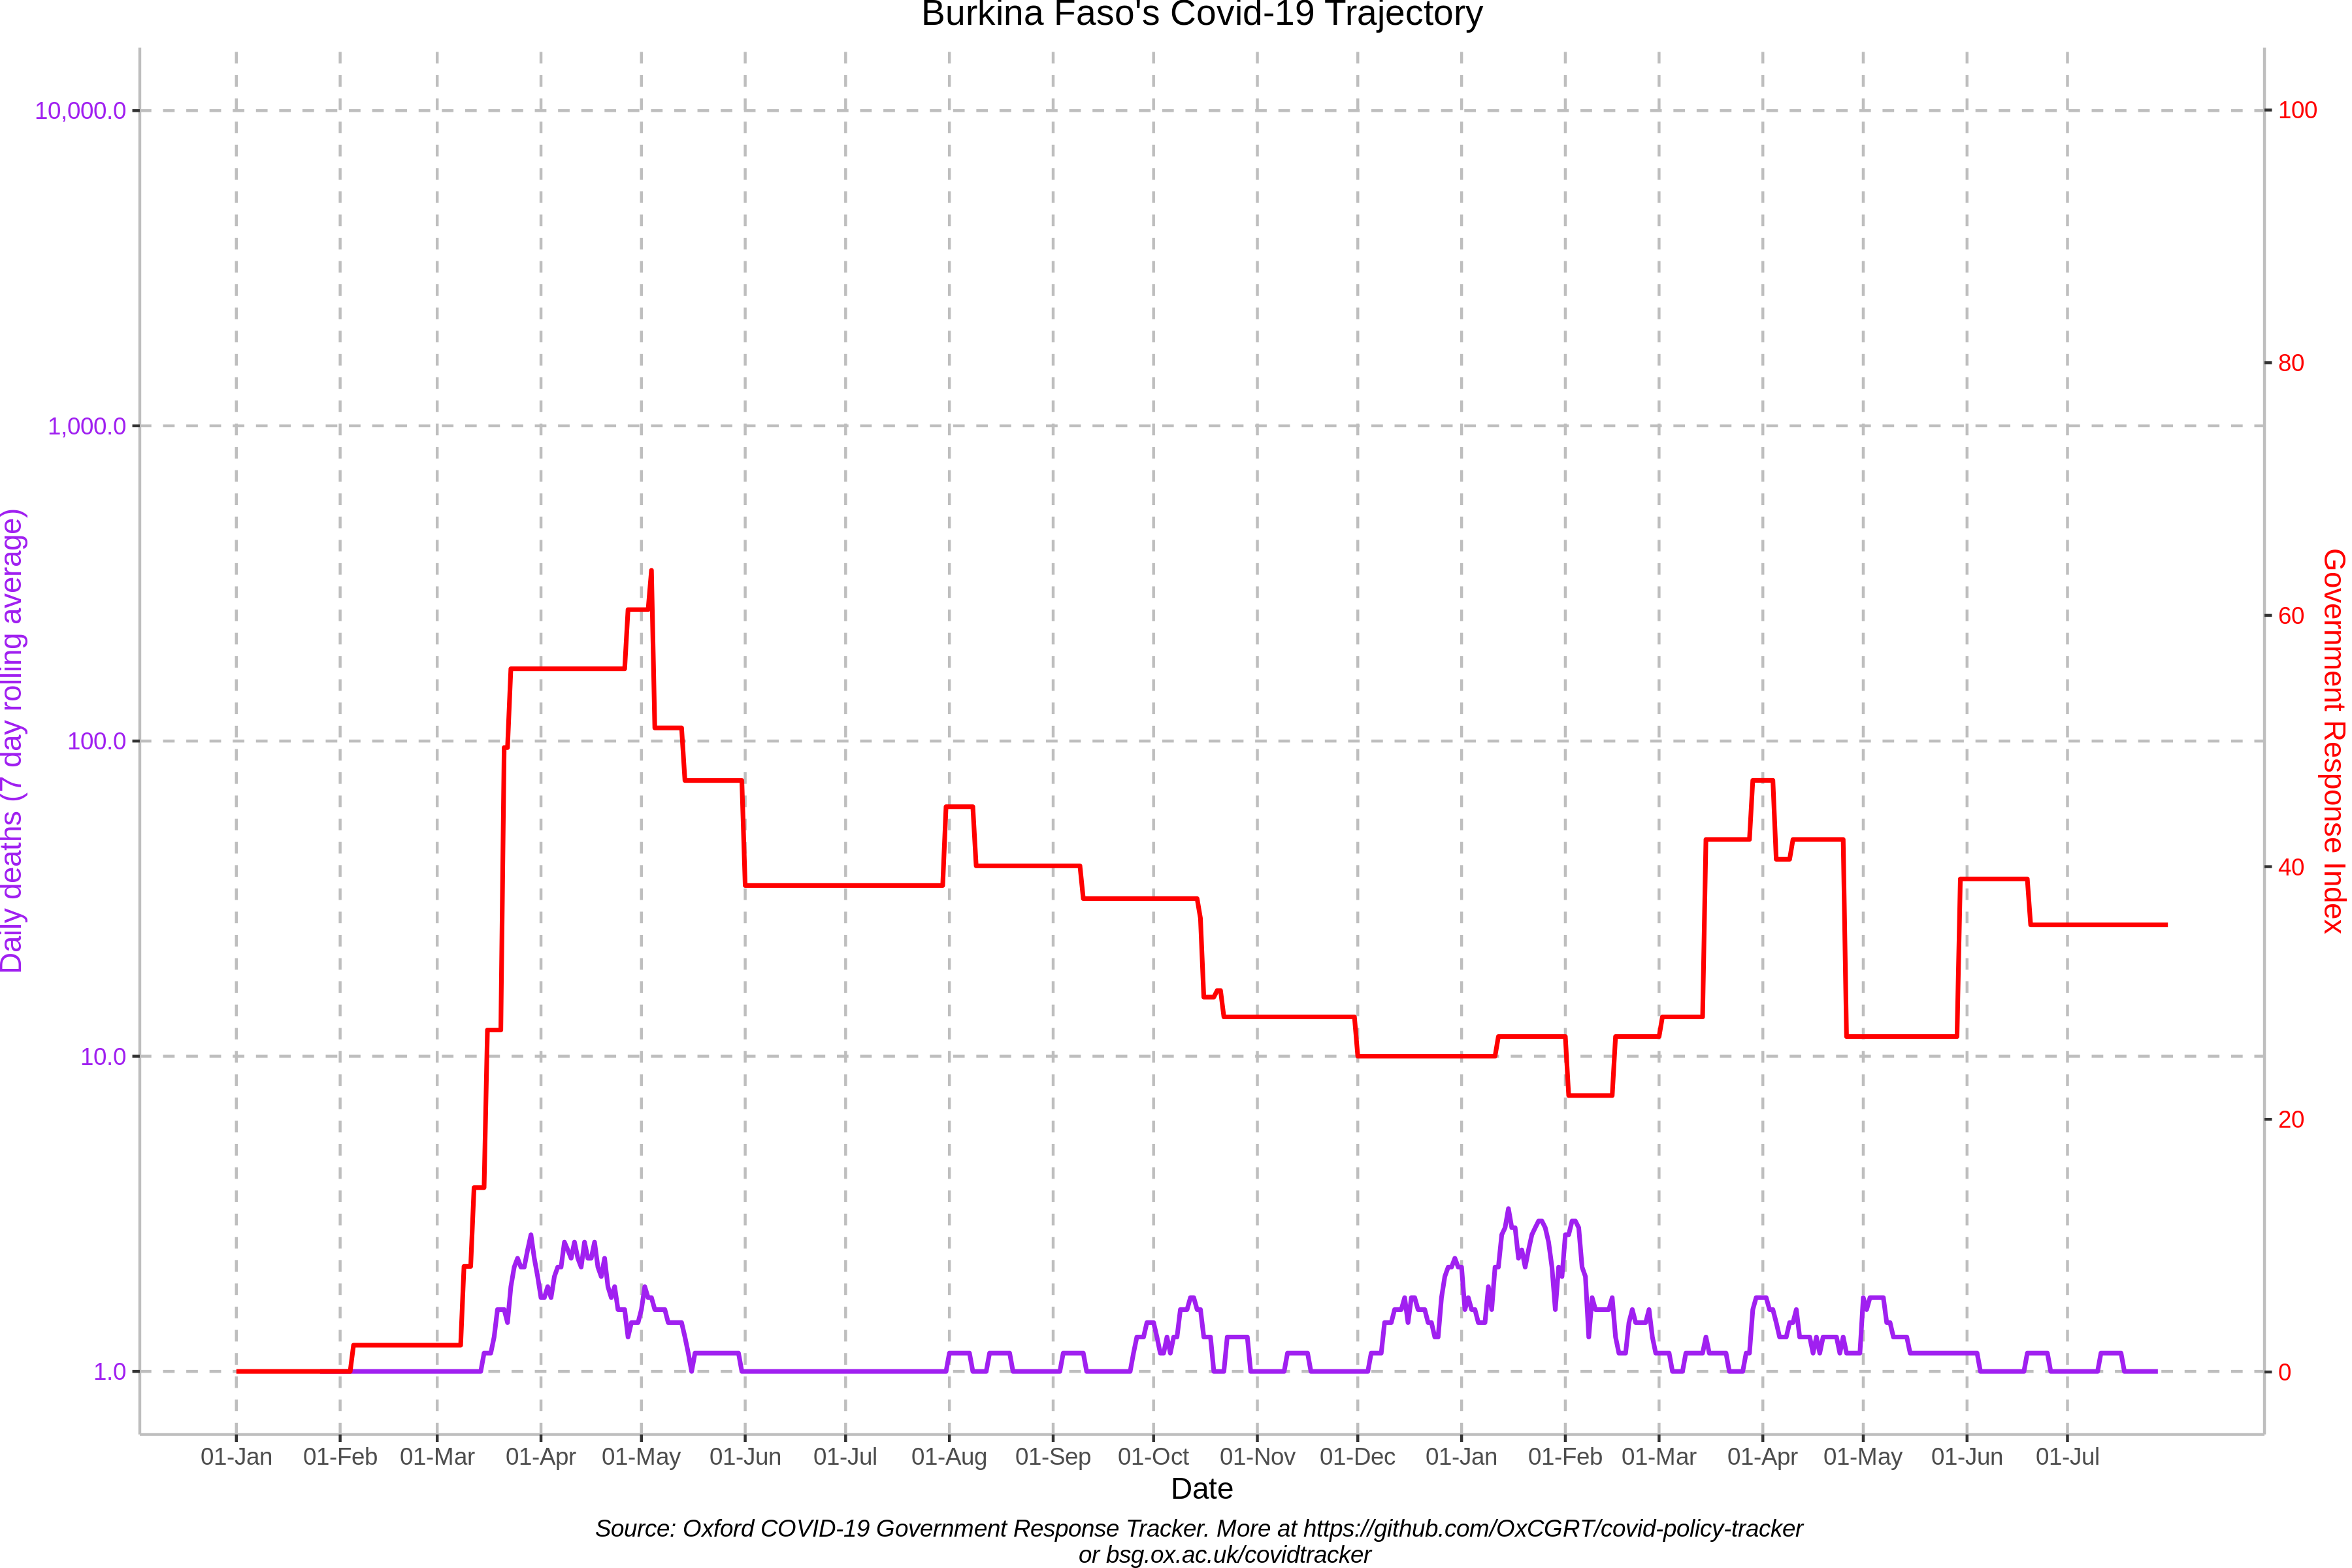 Burkina Faso's Covid-19 Trajectory
10,000.0
1,000.0
100.0
10.0
1.0
Daily deaths (7 day rolling average)
100
80
60
40
20
0
Government Response Index
01-Jan 01-Feb 01-Mar 01-Apr 01-May 01-Jun 01-Jul 01-Aug 01-Sep 01-Oct 01-Nov 01-Dec 01-Jan 01-Feb 01-Mar 01-Apr 01-May 01-Jun 01-Jul
Date
Source: Oxford COVID-19 Government Response Tracker. More at https://github.com/OxCGRT/covid-policy-tracker
or bsg.ox.ac.uk/covidtracker